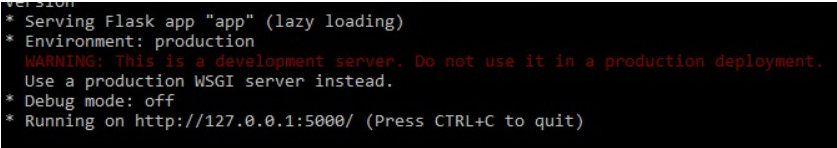 version
* Serving Flask app "app" (lazy loading)
* Environment: production
WARNING: This is a development server. Do not use it in a production deployment.
Use a production WSGI server instead.
* Debug mode: off
* Running on http://127.0.0.1:5000/ (Press CTRL+C to quit)